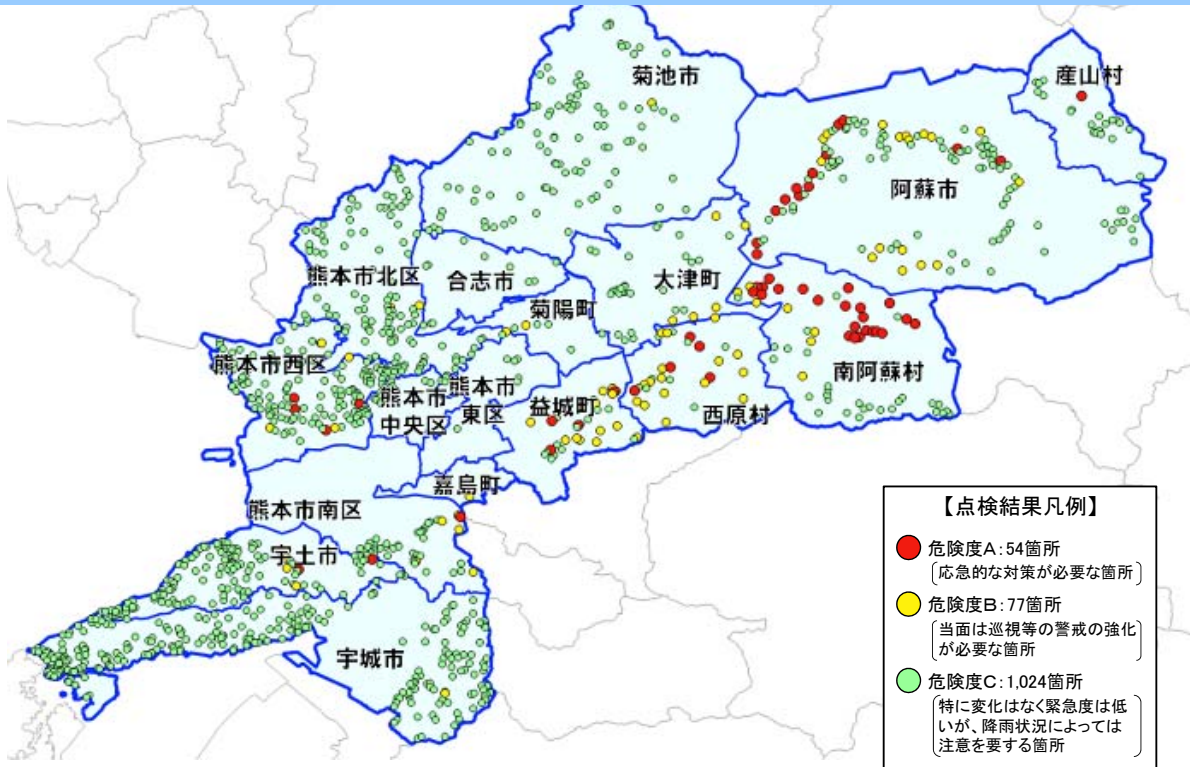 菊池市
産山村
阿蘇市
熊本市北区
合志市
大津町
菊陽町
熊本市西区
熊本市
中央区
熊本市
東区
益城町
西原村
南阿蘇村
嘉島町
熊本市南区
宇土市
宇城市
【点検結果凡例】
危険度A:54箇所
応急的な対策が必要な箇所
危険度B:77箇所
当面は巡視等の警戒の強化
が必要な箇所
危険度C:1,024箇所
特に変化はなく緊急度は低
いが、降雨状況によっては
注意を要する箇所